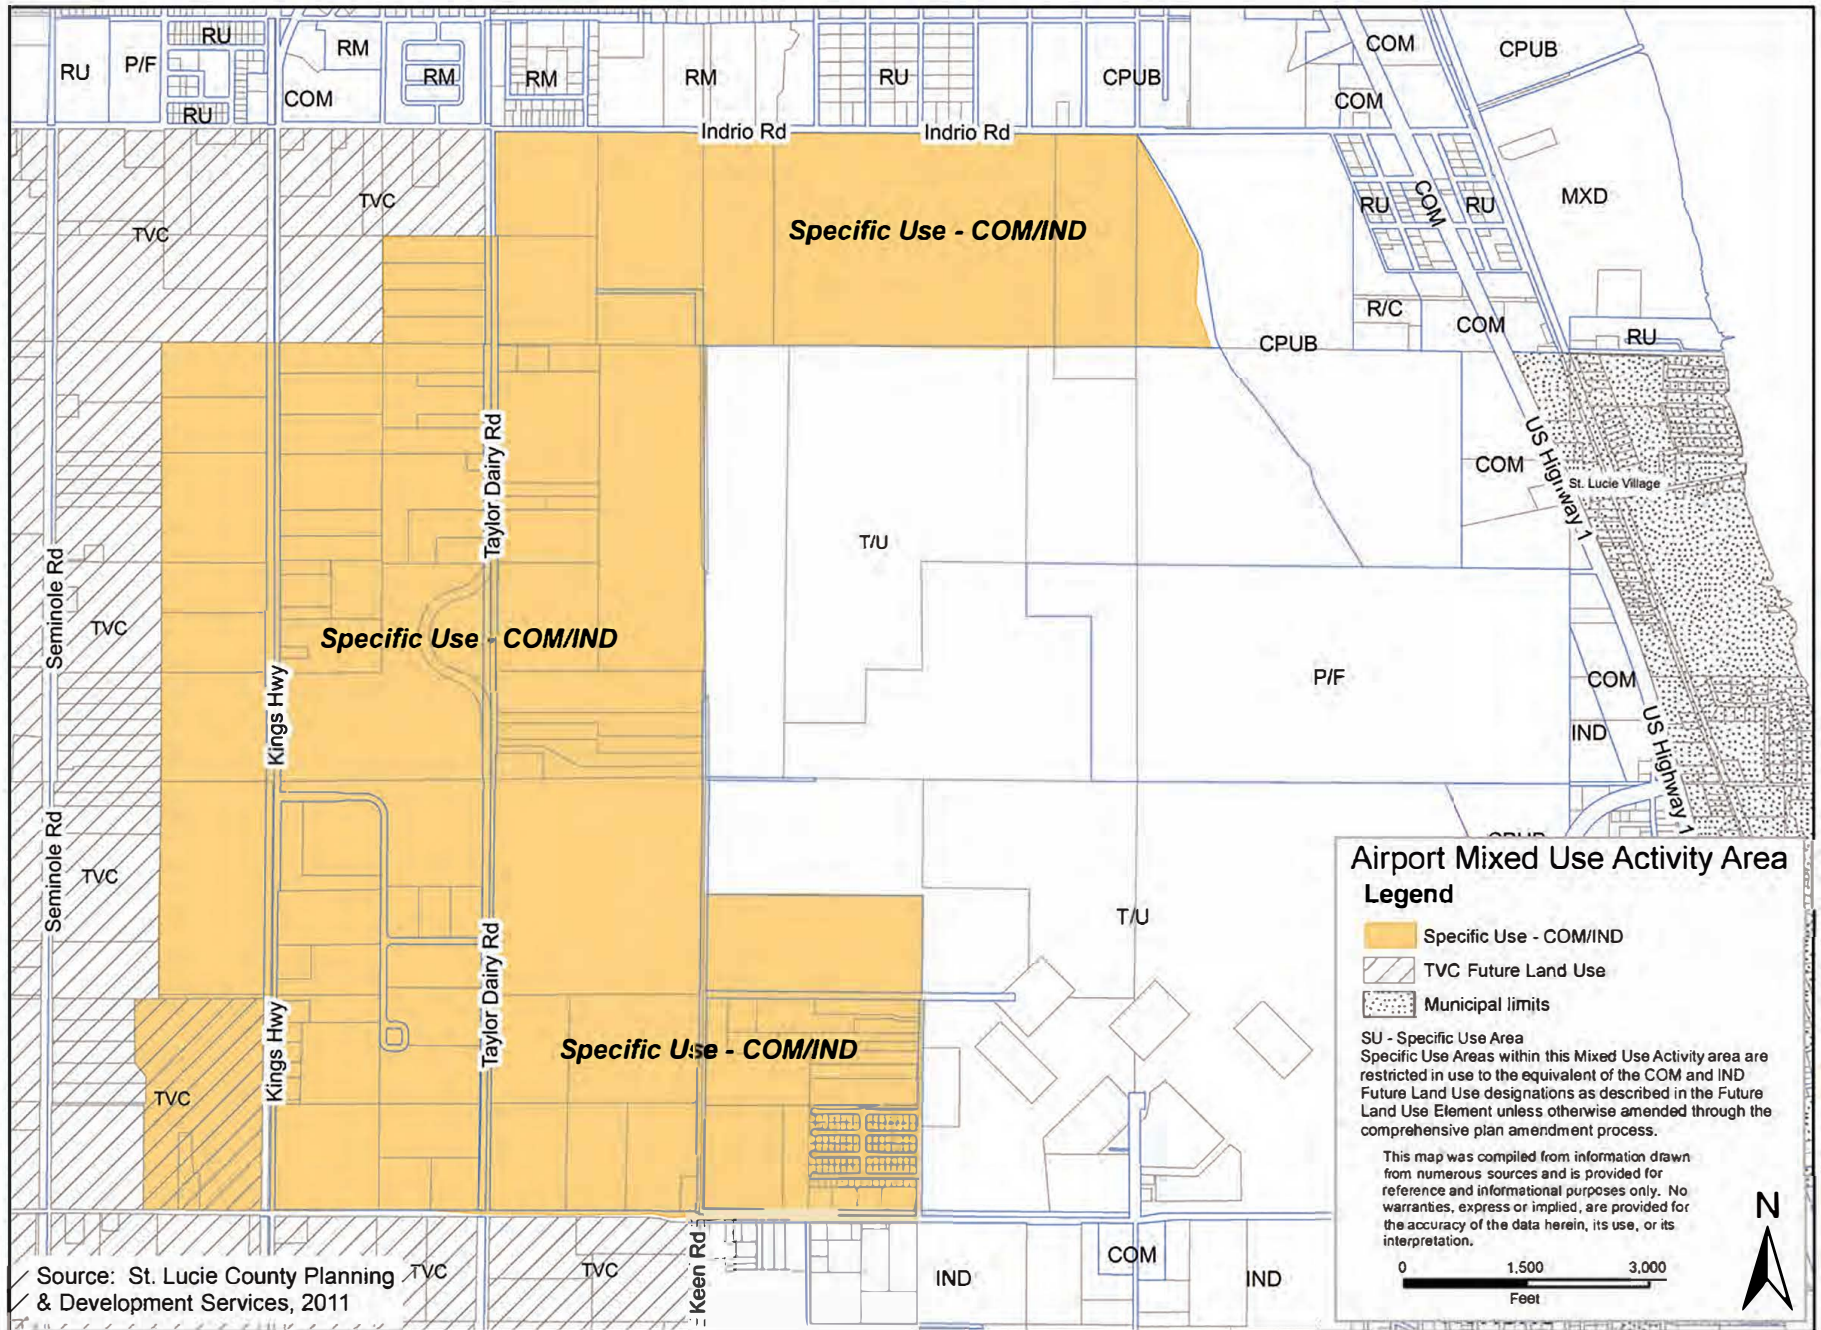 RU
P/F
RU
RU
COM
RM
RM
RM
RM
RU
CPUB
COM
CPUB
COM
Indrio Rd
Indrio Rd
TVC
TVC
Specific Use - COM/IND
RU
COM
RU
MXD
R/C
COM
RU
CPUB
Taylor Dairy Rd
COM
US Highway 1
St. Lucie Village
T/U
Seminole Rd
TVC
Specific Use - COM/IND
Kings Hwy
P/F
COM
IND
US Highway 1
Seminole Rd
TVC
T/U
Taylor Dairy Rd
Kings Hwy
Specific Use - COM/IND
TVC
Airport Mixed Use Activity Area
Legend
Specific Use - COM/IND
TVC Future Land Use
Municipal limits
SU - Specific Use Area
Specific Use Areas within this Mixed Use Activity area are
restricted in use to the equivalent of the COM and IND
Future Land Use designations as described in the Future
Land Use Element unless otherwise amended through the
comprehensive plan amendment process.
This map was compiled from information drawn
from numerous sources and is provided for
reference and informational purposes only. No
warranties, express or implied, are provided for
the accuracy of the data herein, its use, or its
interpretation.
0 1,500 3,000
Feet
N
Keen Rd
TVC
TVC
IND
COM
IND
Source: St. Lucie County Planning
& Development Services, 2011